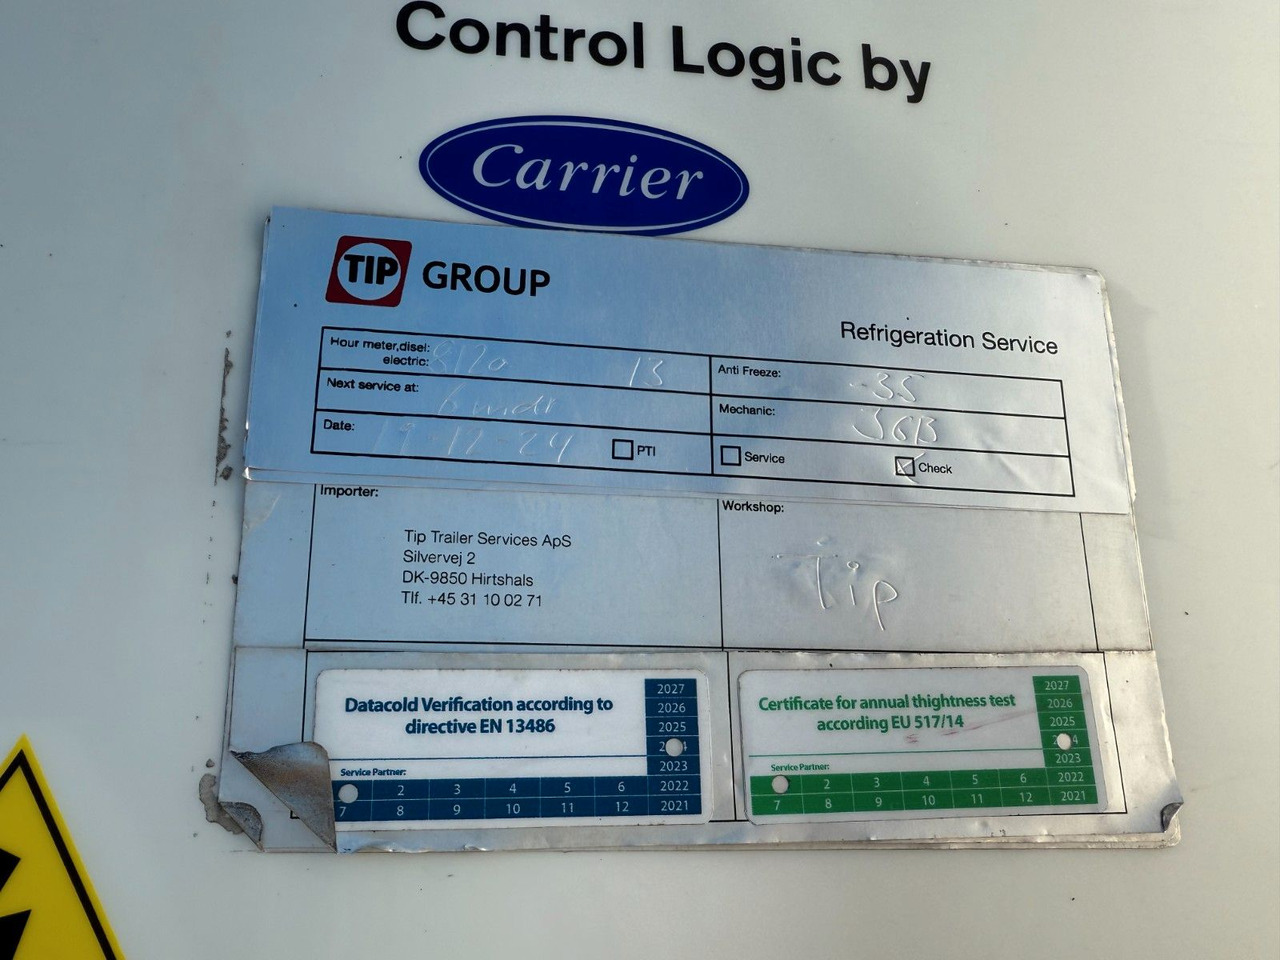 Control Logic by
Carrier
TIP GROUP
Refrigeration Service
Hour meter,disel: 8120 13
electric:
Anti Freeze: -35
Next service at: 6 mdr
Mechanic:
Date: 19-12-24
PTI
Service
Check
Importer:
Workshop:
Tip Trailer Services ApS
Silvervej 2
DK-9850 Hirtshals
Tlf. +45 31 10 02 71
Tip
Datacold Verification according to
directive EN 13486
Service Partner:
2027
2026
2025
2023
2 3 4 5 6 2022
7 8 9 10 11 12 2021
Certificate for annual thightness test
according EU 517/14
Service Partner:
2027
2026
2025
2023
2 3 4 5 6 2022
7 8 9 10 11 12 2021